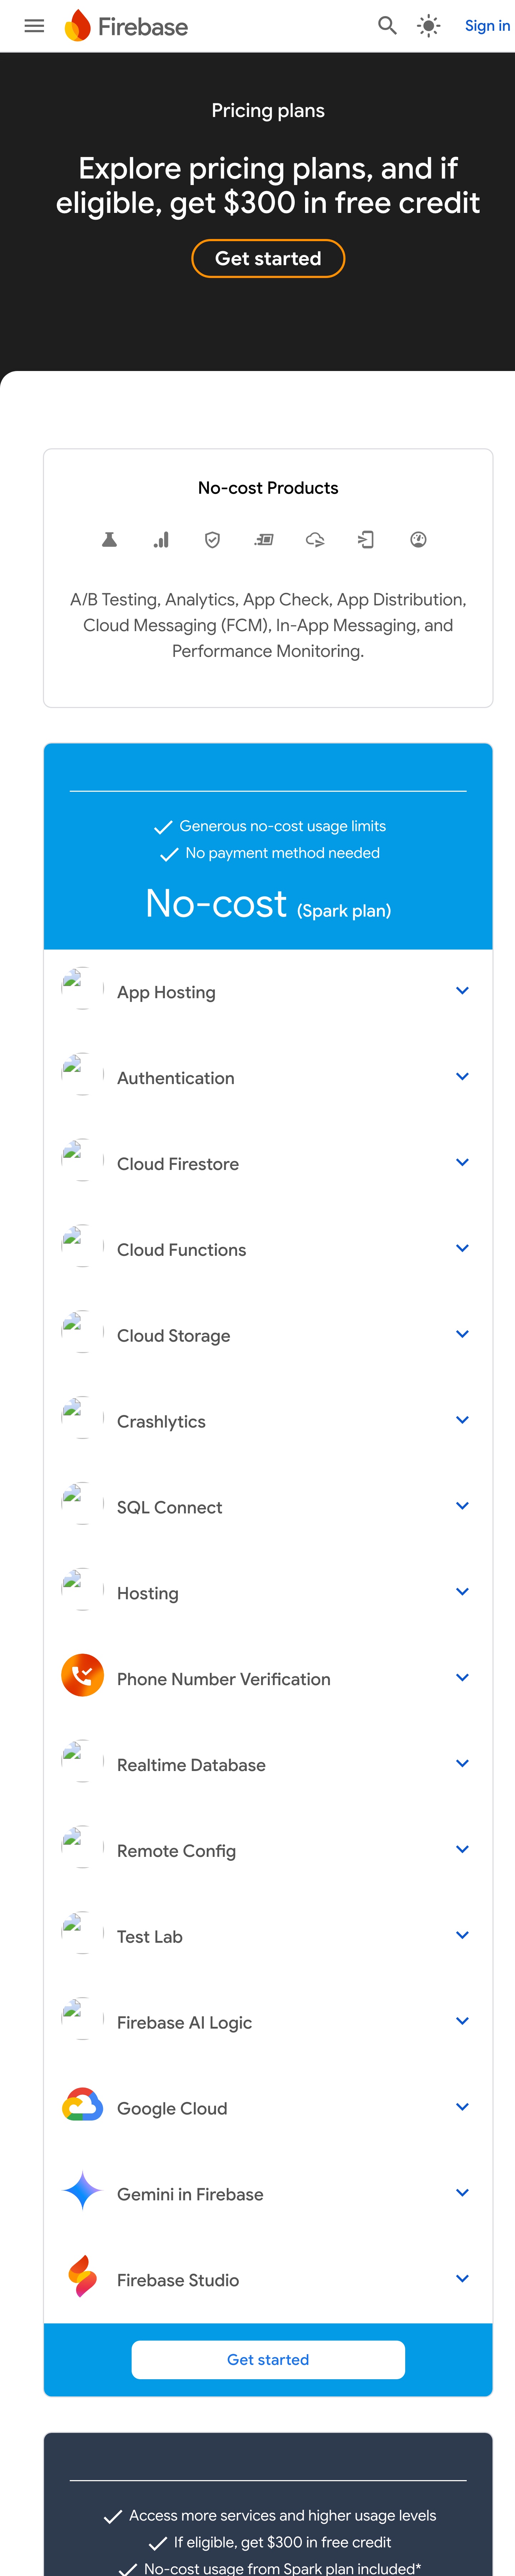 Firebase
Sign in
Pricing plans
Explore pricing plans, and if
eligible, get $300 in free credit
Get started
No-cost Products
A/B Testing, Analytics, App Check, App Distribution,
Cloud Messaging (FCM), In-App Messaging, and
Performance Monitoring.
Generous no-cost usage limits
No payment method needed
No-cost (Spark plan)
App Hosting
Authentication
Cloud Firestore
Cloud Functions
Cloud Storage
Crashlytics
SQL Connect
Hosting
Phone Number Verification
Realtime Database
Remote Config
Test Lab
Firebase AI Logic
Google Cloud
Gemini in Firebase
Firebase Studio
Get started
Access more services and higher usage levels
If eligible, get $300 in free credit
No-cost usage from Spark plan included*